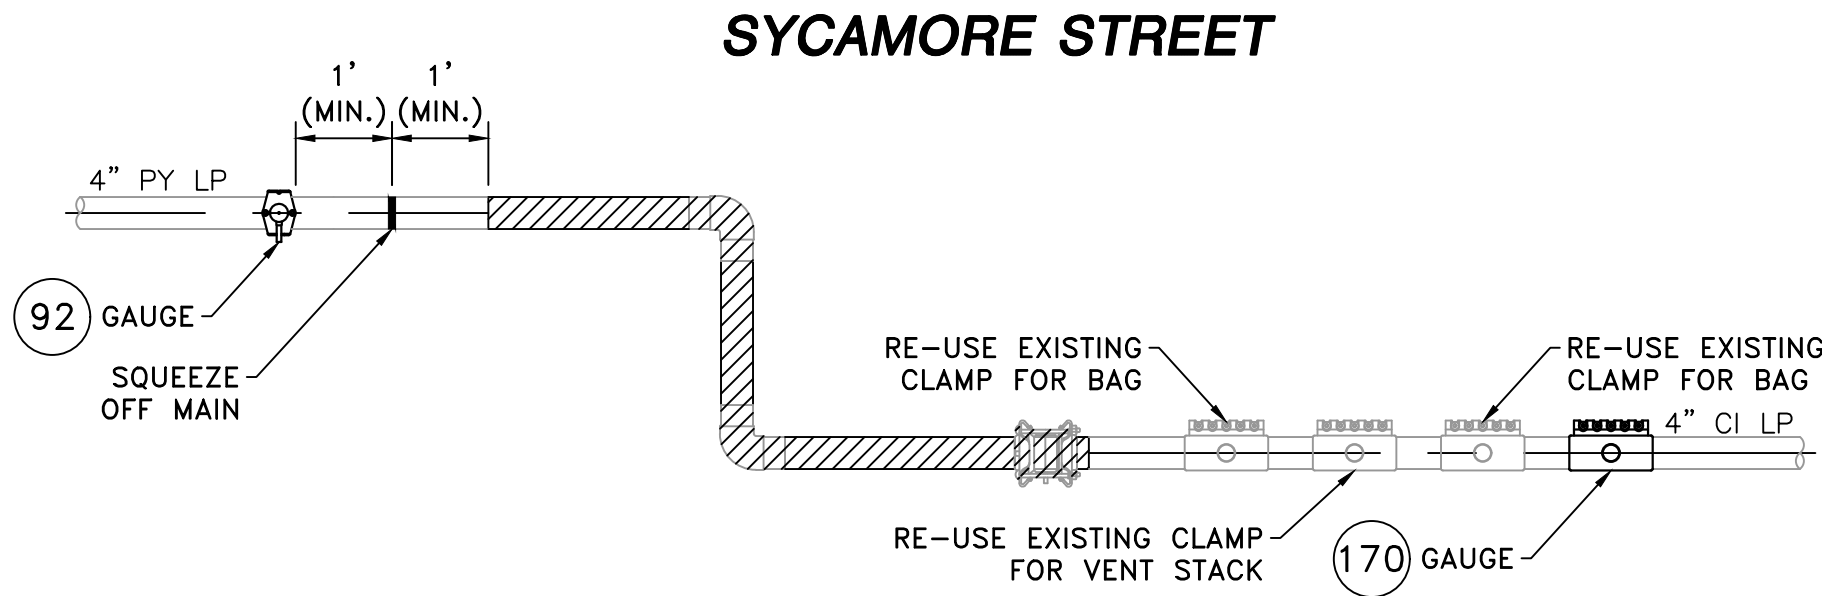 SYCAMORE STREET
1' 1'
(MIN.) (MIN.)
4" PY LP
92 GAUGE
SQUEEZE
OFF MAIN
RE-USE EXISTING
CLAMP FOR BAG
RE-USE EXISTING
CLAMP FOR BAG
4" CI LP
RE-USE EXISTING CLAMP
FOR VENT STACK
170 GAUGE